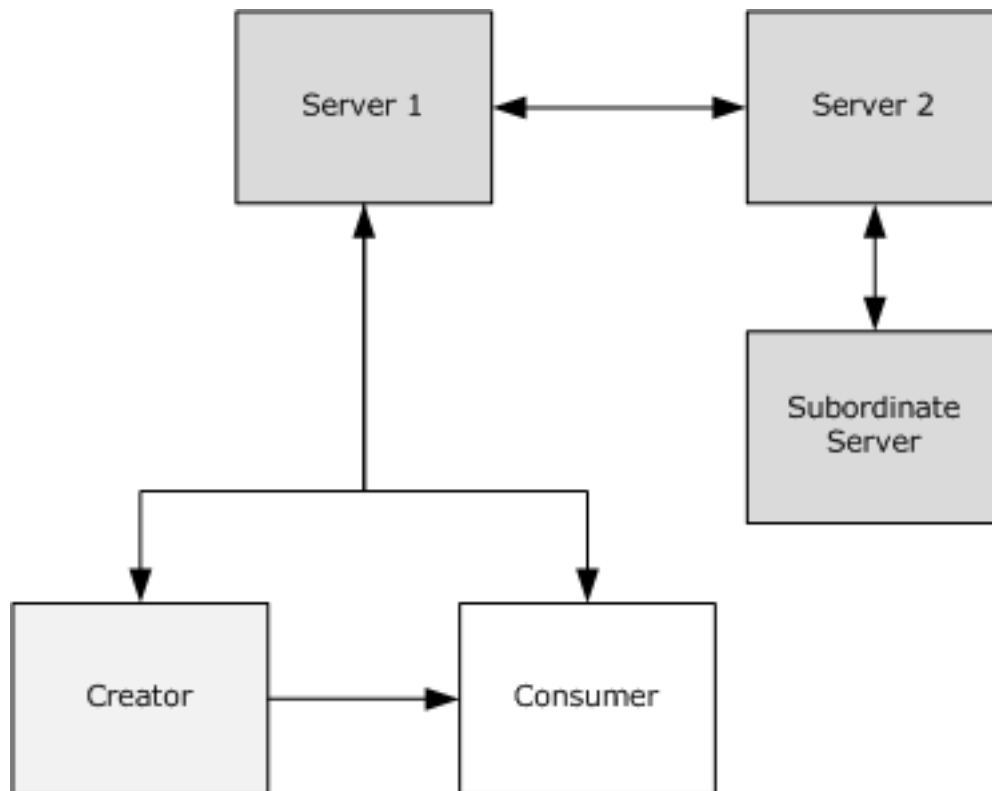 Server 1
Server 2
Subordinate
Server
Creator
Consumer